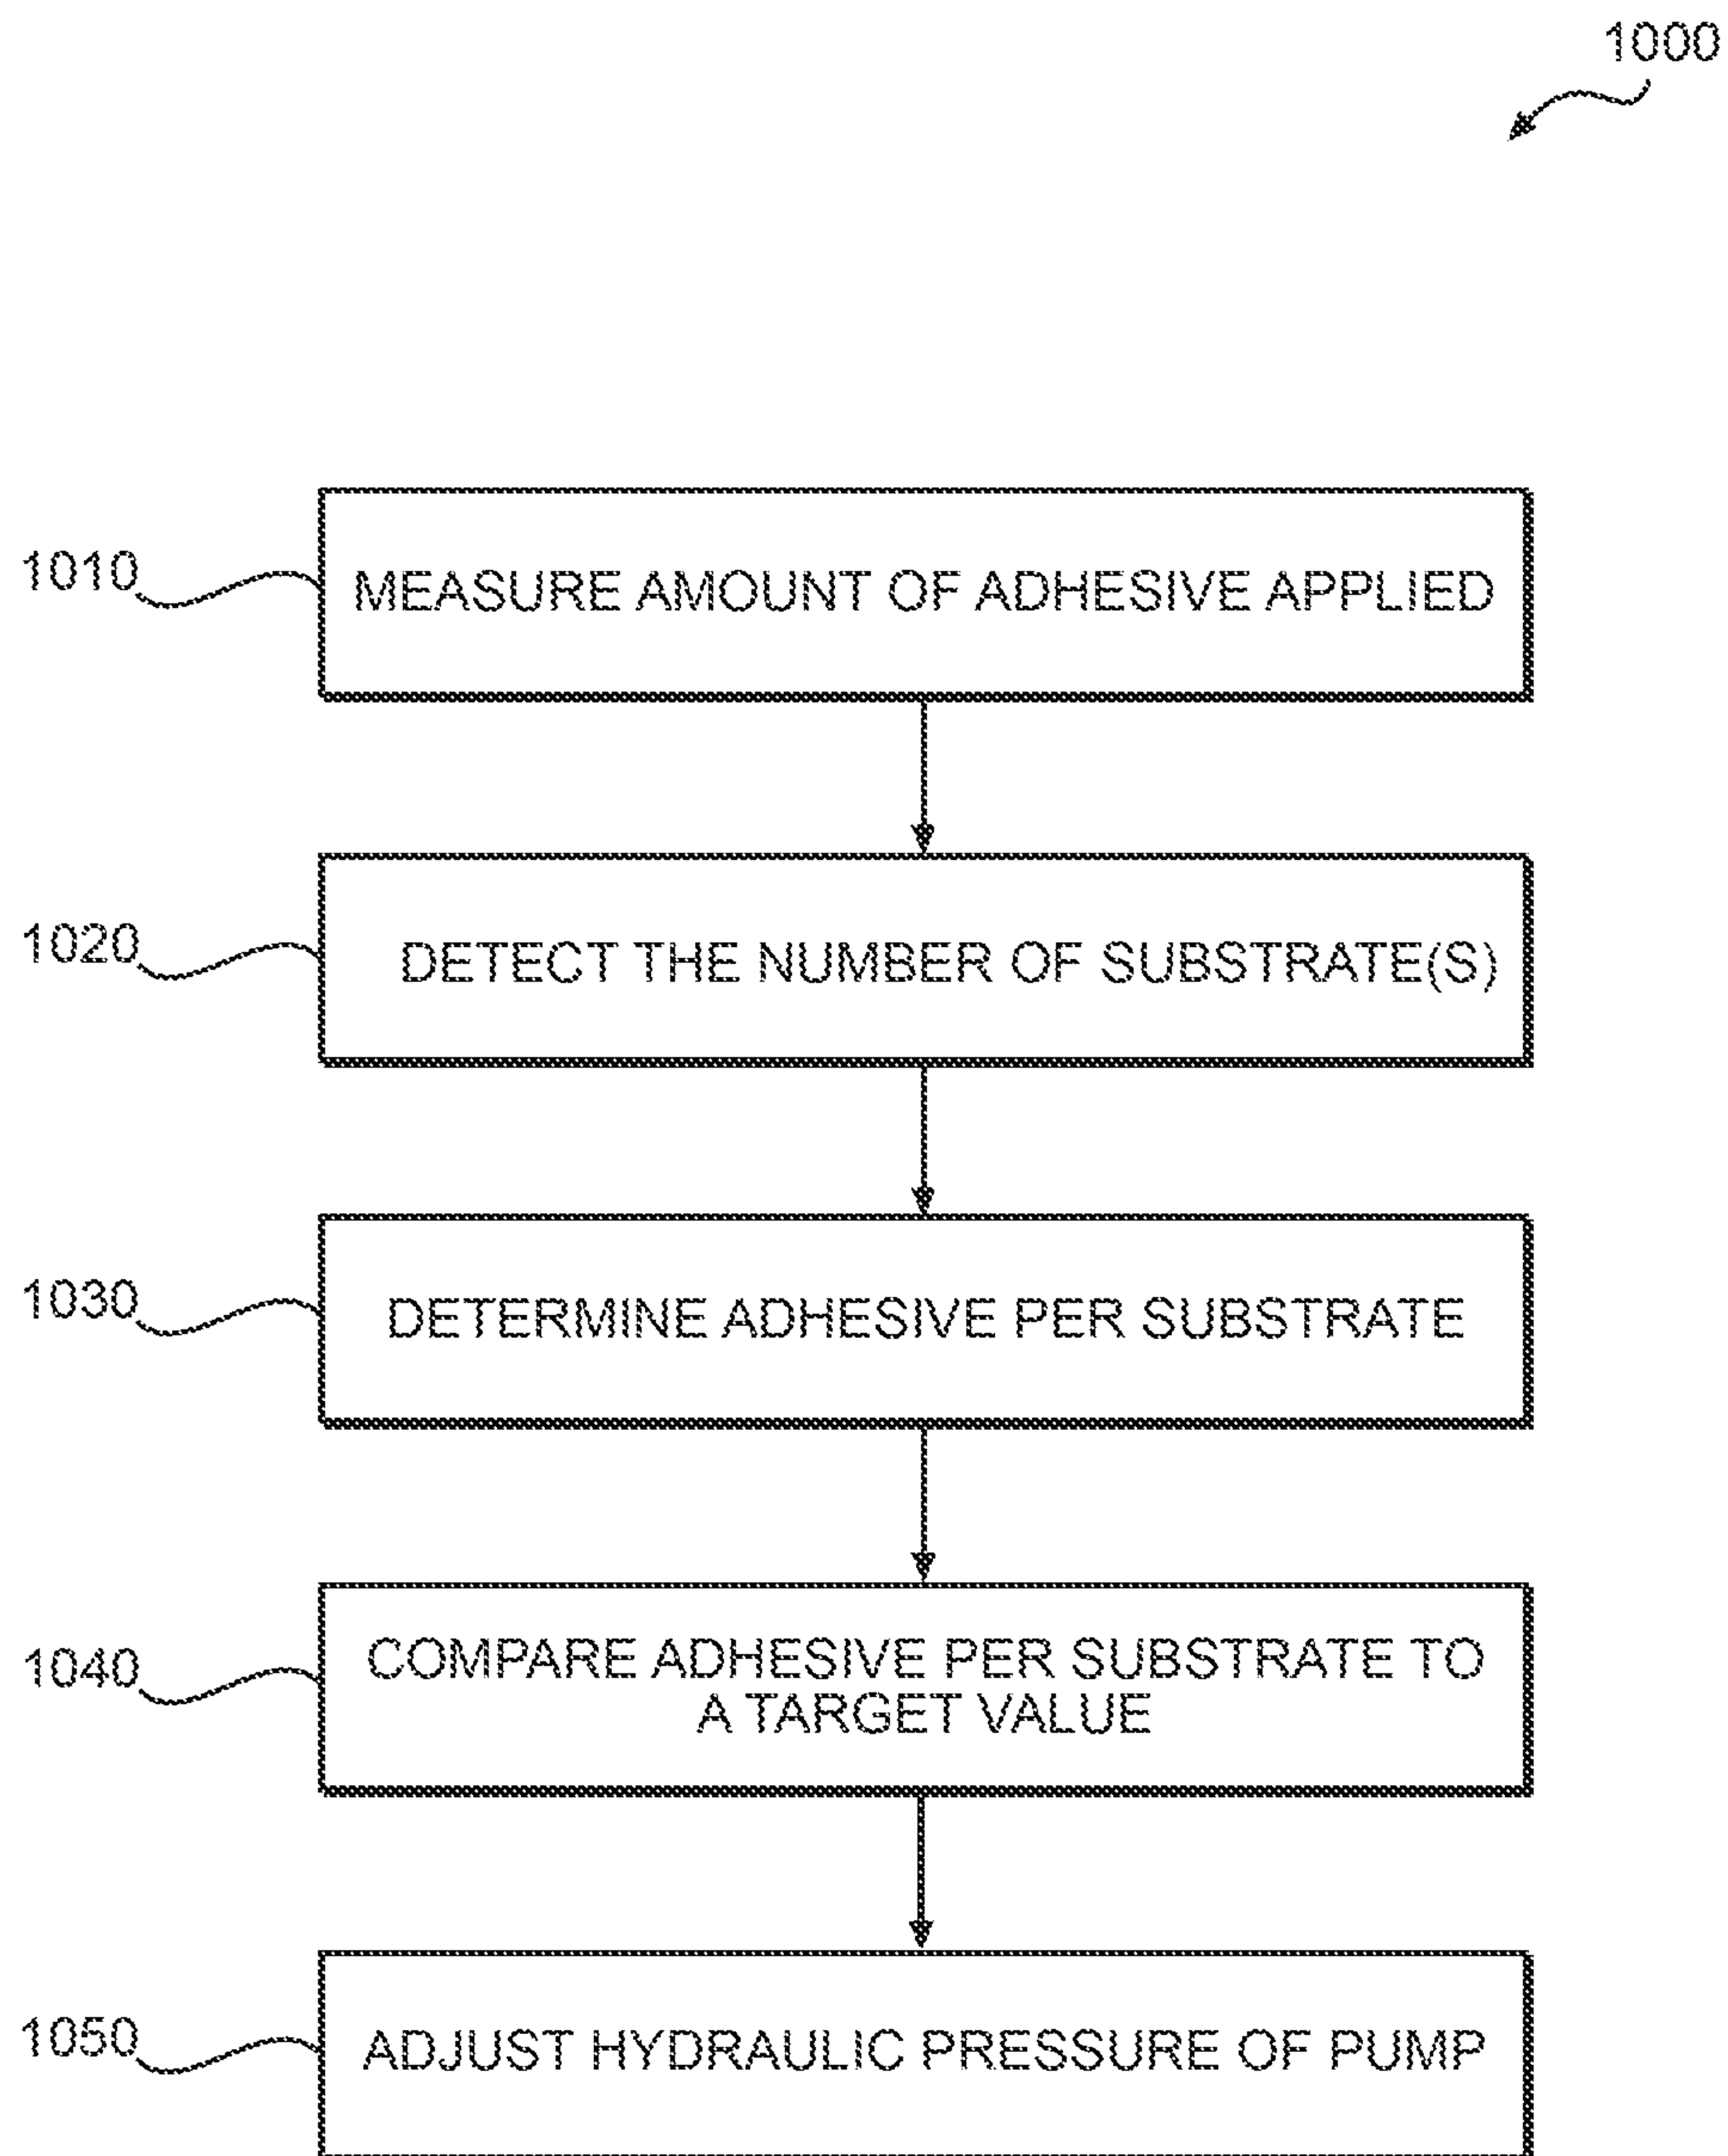 1000
1010
MEASURE AMOUNT OF ADHESIVE APPLIED
1020
DETECT THE NUMBER OF SUBSTRATE(S)
1030
DETERMINE ADHESIVE PER SUBSTRATE
1040
COMPARE ADHESIVE PER SUBSTRATE TO
A TARGET VALUE
1050
ADJUST HYDRAULIC PRESSURE OF PUMP